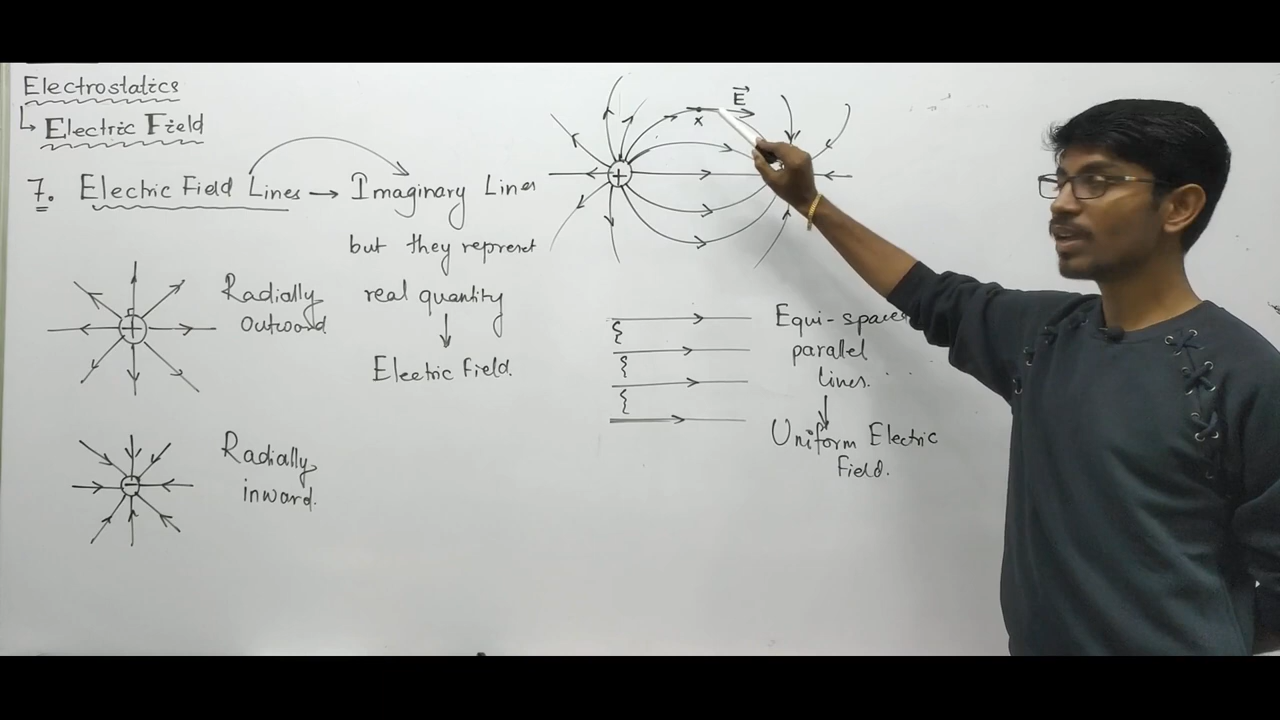 Electrostatics
Electric Field
7. Electric Field Lines → Imaginary Lines
but they represent
real quantity
Electric Field.
+
Radially
outward
−
Radially
inward.
E
x
+
Equi-spaced
parallel
lines.
Uniform Electric
Field.